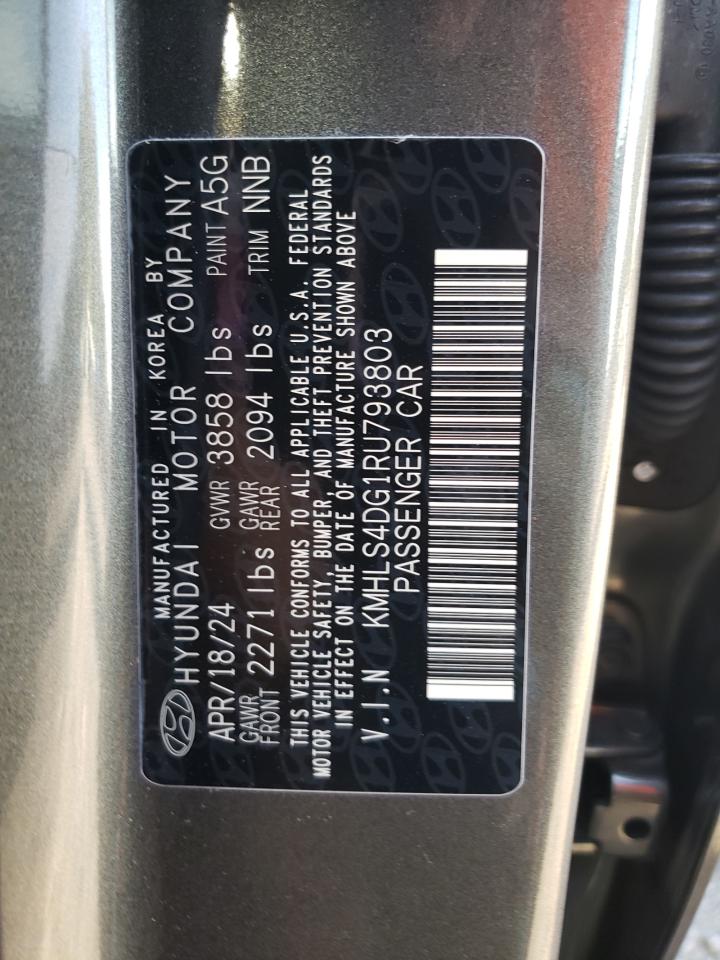 MANUFACTURED IN KOREA BY
HYUNDAI MOTOR COMPANY
APR/18/24 GVWR 3858 lbs PAINT A5G
GAWR FRONT 2271 lbs GAWR REAR 2094 lbs TRIM NNB
THIS VEHICLE CONFORMS TO ALL APPLICABLE U.S.A. FEDERAL
MOTOR VEHICLE SAFETY, BUMPER, AND THEFT PREVENTION STANDARDS
IN EFFECT ON THE DATE OF MANUFACTURE SHOWN ABOVE
V.I.N KMHLS4DG1RU793803
PASSENGER CAR